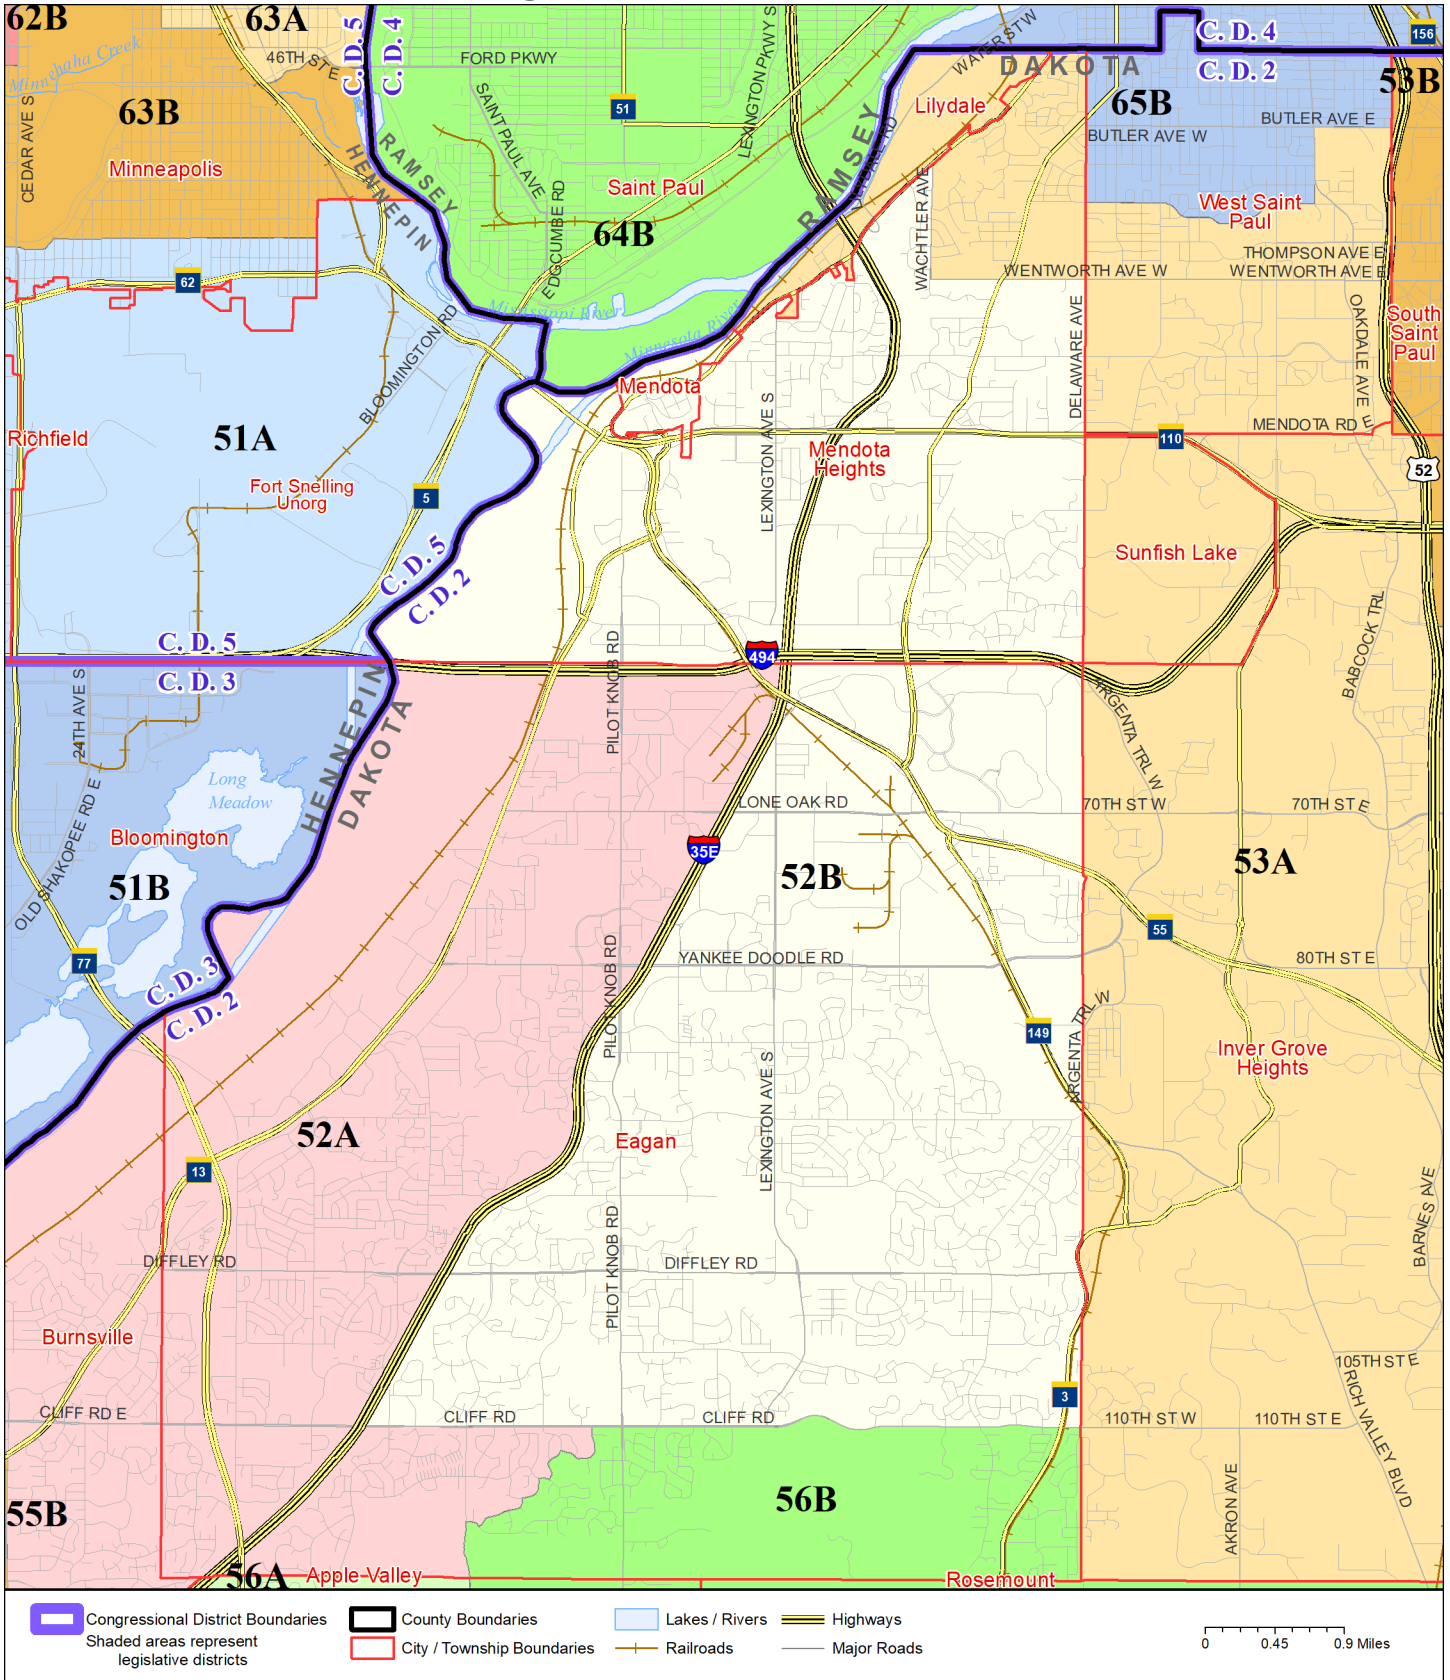 62B
63A
C. D. 5
C. D. 4
WATER ST W
C. D. 4
156
Minnehaha Creek
46TH ST E
FORD PKWY
LEXINGTON PKWY S
DAKOTA
C. D. 2
53B
CEDAR AVE S
63B
SAINT PAUL AVE
51
Lilydale
65B
BUTLER AVE E
BUTLER AVE W
Minneapolis
RAMSEY
HENNEPIN
EDGCUMBE RD
Saint Paul
RAMSEY
LILYDALE RD
WACHTLER AVE
West Saint
Paul
64B
THOMPSON AVE E
WENTWORTH AVE W
WENTWORTH AVE E
62
Mississippi River
Minnesota River
BLOOMINGTON RD
DELAWARE AVE
OAKDALE AVE E
South
Saint
Paul
Mendota
LEXINGTON AVE S
MENDOTA RD E
Richfield
51A
110
Mendota
Heights
52
Fort Snelling
Unorg
5
Sunfish Lake
C. D. 5
C. D. 2
C. D. 5
C. D. 3
PILOT KNOB RD
494
BABCOCK TRL
24TH AVE S
HENNEPIN
DAKOTA
ARGENTA TRL W
Long
Meadow
LONE OAK RD
70TH ST W
70TH ST E
OLD SHAKOPEE RD E
Bloomington
35E
51B
52B
53A
55
77
YANKEE DOODLE RD
80TH ST E
C. D. 3
C. D. 2
PILOT KNOB RD
149
ARGENTA TRL W
Inver Grove
Heights
52A
Eagan
LEXINGTON AVE S
13
BARNES AVE
DIFFLEY RD
PILOT KNOB RD
DIFFLEY RD
Burnsville
105TH ST E
3
RICH VALLEY BLVD
CLIFF RD E
CLIFF RD
CLIFF RD
110TH ST W
110TH ST E
55B
56B
AKRON AVE
56A
Apple Valley
Rosemount
Congressional District Boundaries
Shaded areas represent
legislative districts
County Boundaries
City / Township Boundaries
Lakes / Rivers
Railroads
Highways
Major Roads
0 0.45 0.9 Miles